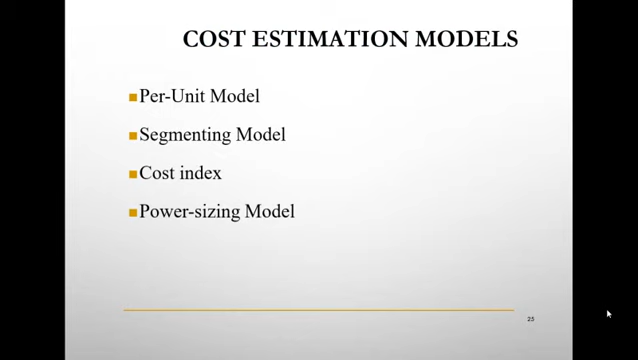 COST ESTIMATION MODELS
Per-Unit Model
Segmenting Model
Cost index
Power-sizing Model
25